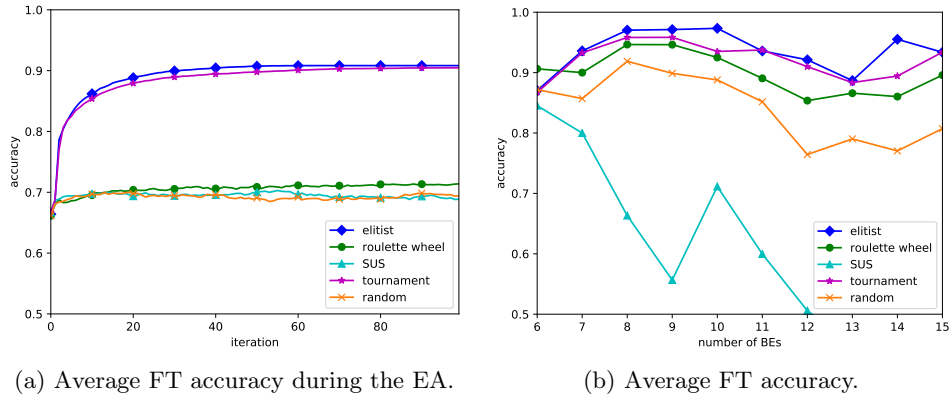 1.0
0.9
0.8
0.7
0.6
0.5
accuracy
0
20
40
60
80
iteration
elitist
roulette wheel
SUS
tournament
random
(a) Average FT accuracy during the EA.
1.0
0.9
0.8
0.7
0.6
0.5
accuracy
6
7
8
9
10
11
12
13
14
15
number of BEs
elitist
roulette wheel
SUS
tournament
random
(b) Average FT accuracy.